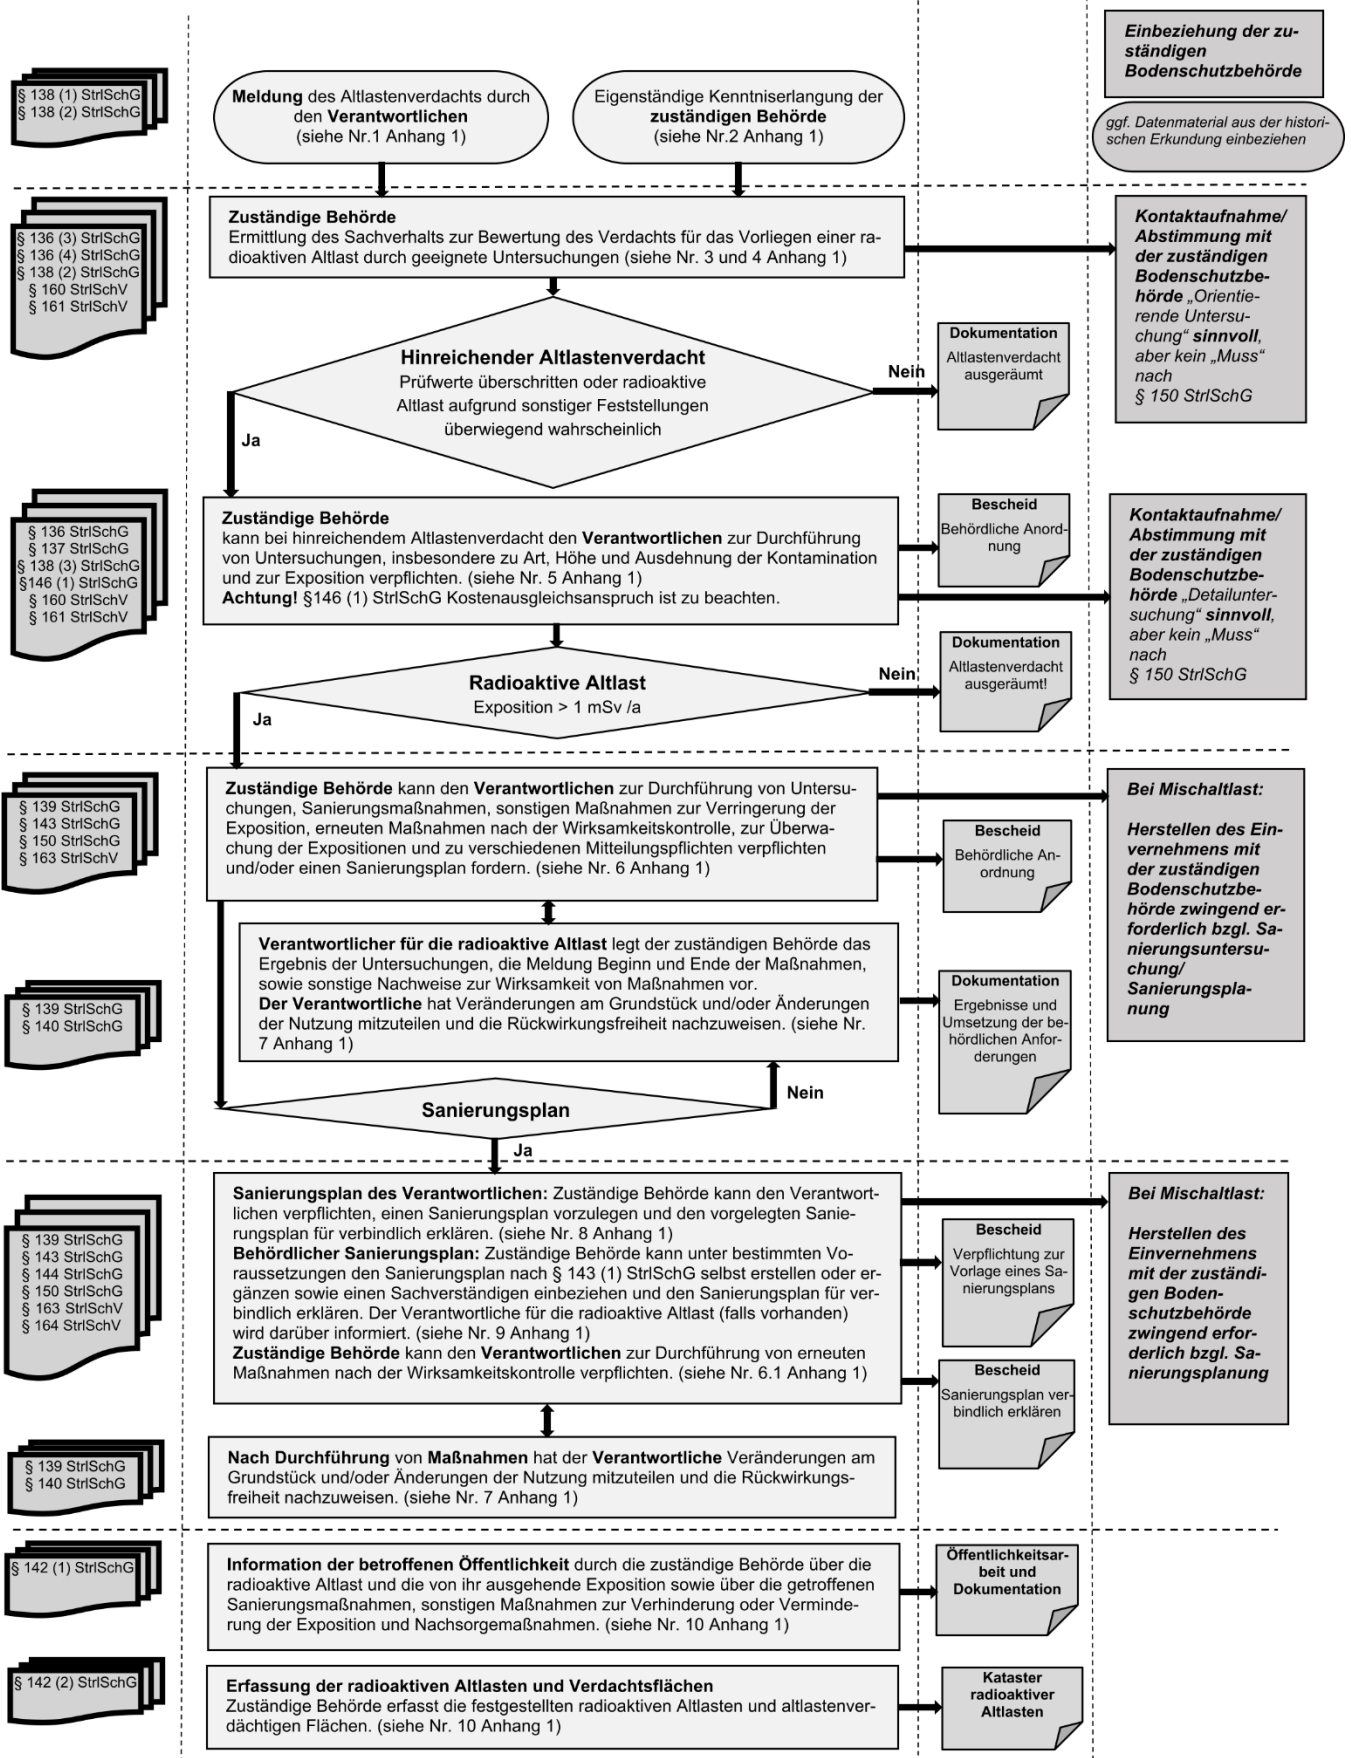 § 138 (1) StrlSchG
§ 138 (2) StrlSchG
Meldung des Altlastenverdachts durch
den Verantwortlichen
(siehe Nr.1 Anhang 1)
Eigenständige Kenntniserlangung der
zuständigen Behörde
(siehe Nr.2 Anhang 1)
Einbeziehung der zu-
ständigen
Bodenschutzbehörde
ggf. Datenmaterial aus der histori-
schen Erkundung einbeziehen
§ 136 (3) StrlSchG
§ 136 (4) StrlSchG
§ 138 (2) StrlSchG
§ 160 StrlSchV
§ 161 StrlSchV
Zuständige Behörde
Ermittlung des Sachverhalts zur Bewertung des Verdachts für das Vorliegen einer ra-
dioaktiven Altlast durch geeignete Untersuchungen (siehe Nr. 3 und 4 Anhang 1)
Kontaktaufnahme/
Abstimmung mit
der zuständigen
Bodenschutzbe-
hörde „Orientie-
rende Untersu-
chung“ sinnvoll,
aber kein „Muss“
nach
§ 150 StrlSchG
Hinreichender Altlastenverdacht
Prüfwerte überschritten oder radioaktive
Altlast aufgrund sonstiger Feststellungen
überwiegend wahrscheinlich
Nein
Dokumentation
Altlastenverdacht
ausgeräumt
Ja
§ 136 StrlSchG
§ 137 StrlSchG
§ 138 (3) StrlSchG
§146 (1) StrlSchG
§ 160 StrlSchV
§ 161 StrlSchV
Zuständige Behörde
kann bei hinreichendem Altlastenverdacht den Verantwortlichen zur Durchführung
von Untersuchungen, insbesondere zu Art, Höhe und Ausdehnung der Kontamination
und zur Exposition verpflichten. (siehe Nr. 5 Anhang 1)
Achtung! §146 (1) StrlSchG Kostenausgleichsanspruch ist zu beachten.
Bescheid
Behördliche Anord-
nung
Kontaktaufnahme/
Abstimmung mit
der zuständigen
Bodenschutzbe-
hörde „Detailunter-
suchung“ sinnvoll,
aber kein „Muss“
nach
§ 150 StrlSchG
Radioaktive Altlast
Exposition > 1 mSv /a
Nein
Dokumentation
Altlastenverdacht
ausgeräumt!
Ja
§ 139 StrlSchG
§ 143 StrlSchG
§ 150 StrlSchG
§ 163 StrlSchV
Zuständige Behörde kann den Verantwortlichen zur Durchführung von Untersu-
chungen, Sanierungsmaßnahmen, sonstigen Maßnahmen zur Verringerung der
Exposition, erneuten Maßnahmen nach der Wirksamkeitskontrolle, zur Überwa-
chung der Expositionen und zu verschiedenen Mitteilungspflichten verpflichten
und/oder einen Sanierungsplan fordern. (siehe Nr. 6 Anhang 1)
Bescheid
Behördliche An-
ordnung
Bei Mischaltlast:
Herstellen des Ein-
vernehmens mit
der zuständigen
Bodenschutzbe-
hörde zwingend er-
forderlich bzgl. Sa-
nierungsuntersu-
chung/
Sanierungspla-
nung
§ 139 StrlSchG
§ 140 StrlSchG
Verantwortlicher für die radioaktive Altlast legt der zuständigen Behörde das
Ergebnis der Untersuchungen, die Meldung Beginn und Ende der Maßnahmen,
sowie sonstige Nachweise zur Wirksamkeit von Maßnahmen vor.
Der Verantwortliche hat Veränderungen am Grundstück und/oder Änderungen
der Nutzung mitzuteilen und die Rückwirkungsfreiheit nachzuweisen. (siehe Nr.
7 Anhang 1)
Dokumentation
Ergebnisse und
Umsetzung der be-
hördlichen Anfor-
derungen
Sanierungsplan
Nein
Ja
§ 139 StrlSchG
§ 143 StrlSchG
§ 144 StrlSchG
§ 150 StrlSchG
§ 163 StrlSchV
§ 164 StrlSchV
Sanierungsplan des Verantwortlichen: Zuständige Behörde kann den Verantwort-
lichen verpflichten, einen Sanierungsplan vorzulegen und den vorgelegten Sanie-
rungsplan für verbindlich erklären. (siehe Nr. 8 Anhang 1)
Behördlicher Sanierungsplan: Zuständige Behörde kann unter bestimmten Vo-
raussetzungen den Sanierungsplan nach § 143 (1) StrlSchG selbst erstellen oder er-
gänzen sowie einen Sachverständigen einbeziehen und den Sanierungsplan für ver-
bindlich erklären. Der Verantwortliche für die radioaktive Altlast (falls vorhanden)
wird darüber informiert. (siehe Nr. 9 Anhang 1)
Zuständige Behörde kann den Verantwortlichen zur Durchführung von erneuten
Maßnahmen nach der Wirksamkeitskontrolle verpflichten. (siehe Nr. 6.1 Anhang 1)
Bescheid
Verpflichtung zur
Vorlage eines Sa-
nierungsplans
Bescheid
Sanierungsplan ver-
bindlich erklären
Bei Mischaltlast:
Herstellen des
Einvernehmens
mit der zuständi-
gen Boden-
schutzbehörde
zwingend erfor-
derlich bzgl. Sa-
nierungsplanung
§ 139 StrlSchG
§ 140 StrlSchG
Nach Durchführung von Maßnahmen hat der Verantwortliche Veränderungen am
Grundstück und/oder Änderungen der Nutzung mitzuteilen und die Rückwirkungs-
freiheit nachzuweisen. (siehe Nr. 7 Anhang 1)
§ 142 (1) StrlSchG
Information der betroffenen Öffentlichkeit durch die zuständige Behörde über die
radioaktive Altlast und die von ihr ausgehende Exposition sowie über die getroffenen
Sanierungsmaßnahmen, sonstigen Maßnahmen zur Verhinderung oder Verminde-
rung der Exposition und Nachsorgemaßnahmen. (siehe Nr. 10 Anhang 1)
Öffentlichkeitsar-
beit und
Dokumentation
§ 142 (2) StrlSchG
Erfassung der radioaktiven Altlasten und Verdachtsflächen
Zuständige Behörde erfasst die festgestellten radioaktiven Altlasten und altlastenver-
dächtigen Flächen. (siehe Nr. 10 Anhang 1)
Kataster
radioaktiver
Altlasten